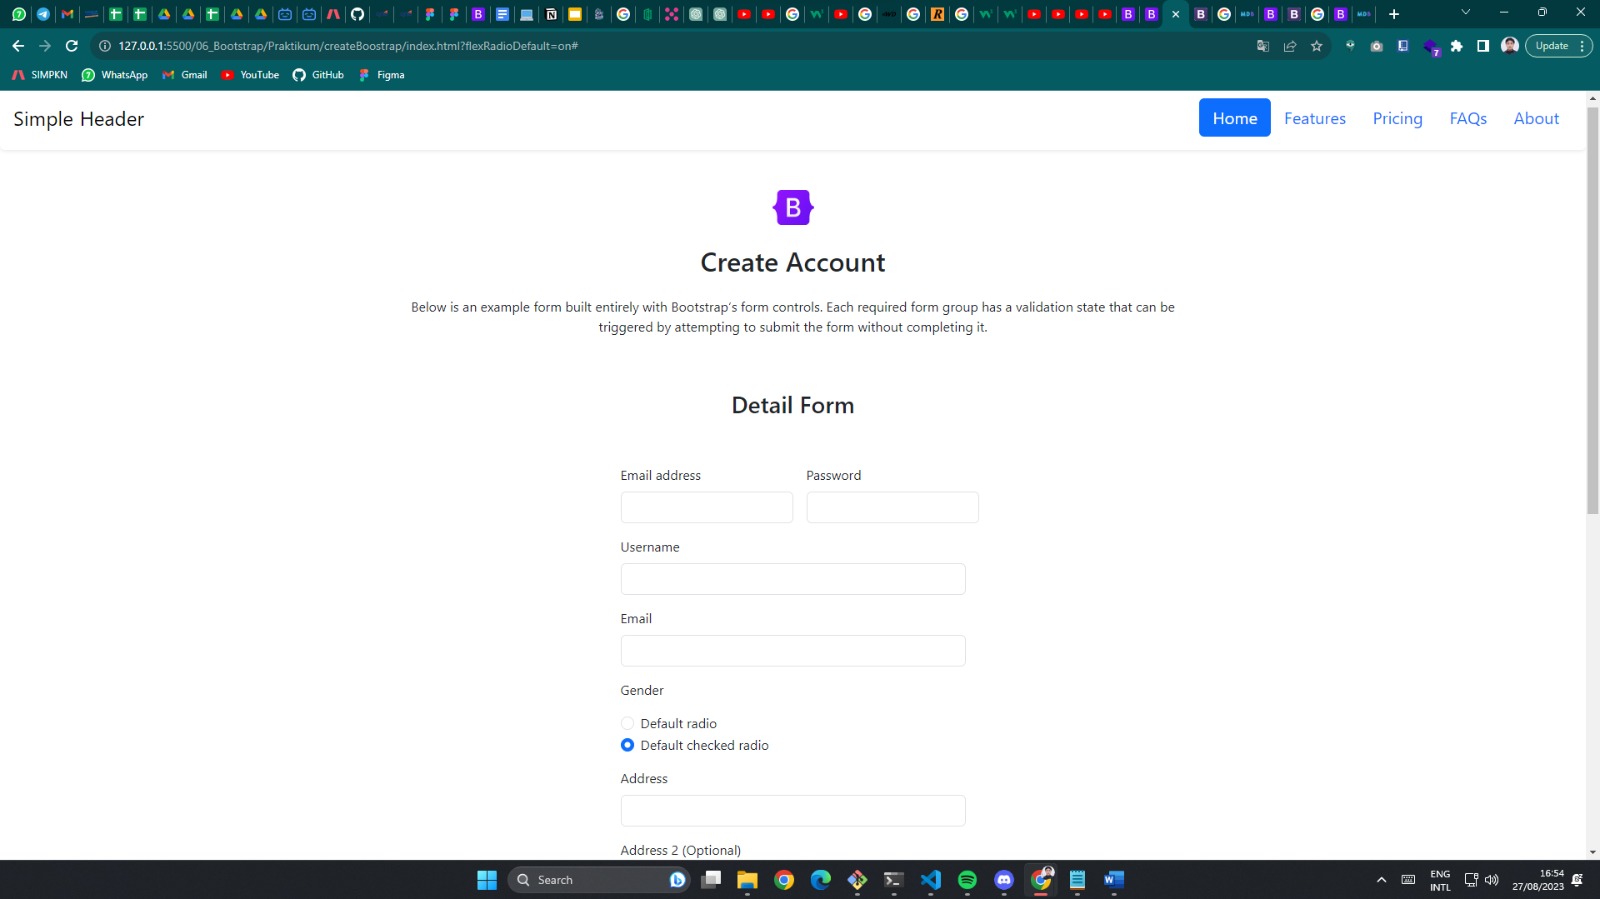 127.0.0.1:5500/06_Bootstrap/Praktikum/createBoostrap/index.html?flexRadioDefault=on#
7
Update
SIMPKN WhatsApp Gmail YouTube GitHub Figma
Simple Header
Home Features Pricing FAQs About
B
Create Account
Below is an example form built entirely with Bootstrap's form controls. Each required form group has a validation state that can be
triggered by attempting to submit the form without completing it.
Detail Form
Email address Password
Username
Email
Gender
Default radio
Default checked radio
Address
Address 2 (Optional)
Search
ENG
INTL
16:54
27/08/2023